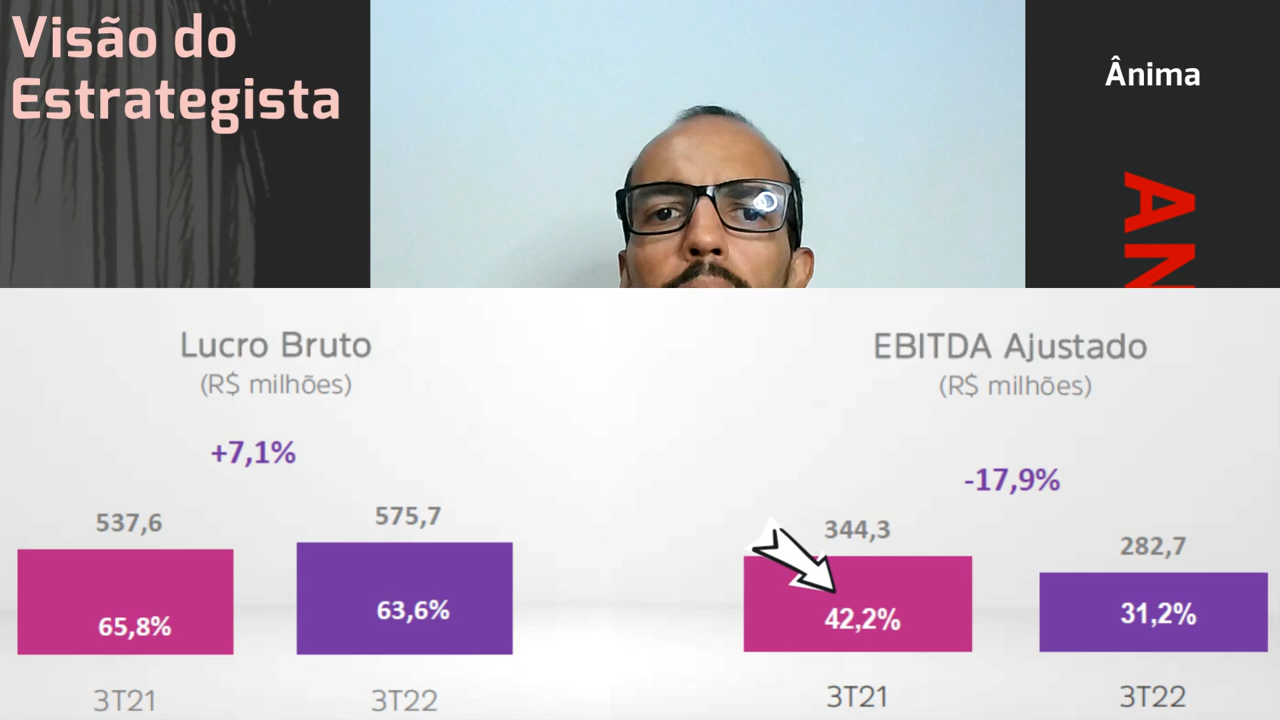 Visão do
Estrategista
Ânima
AN
Lucro Bruto
(R$ milhões)
+7,1%
537,6
575,7
65,8%
63,6%
3T21
3T22
EBITDA Ajustado
(R$ milhões)
-17,9%
344,3
282,7
42,2%
31,2%
3T21
3T22